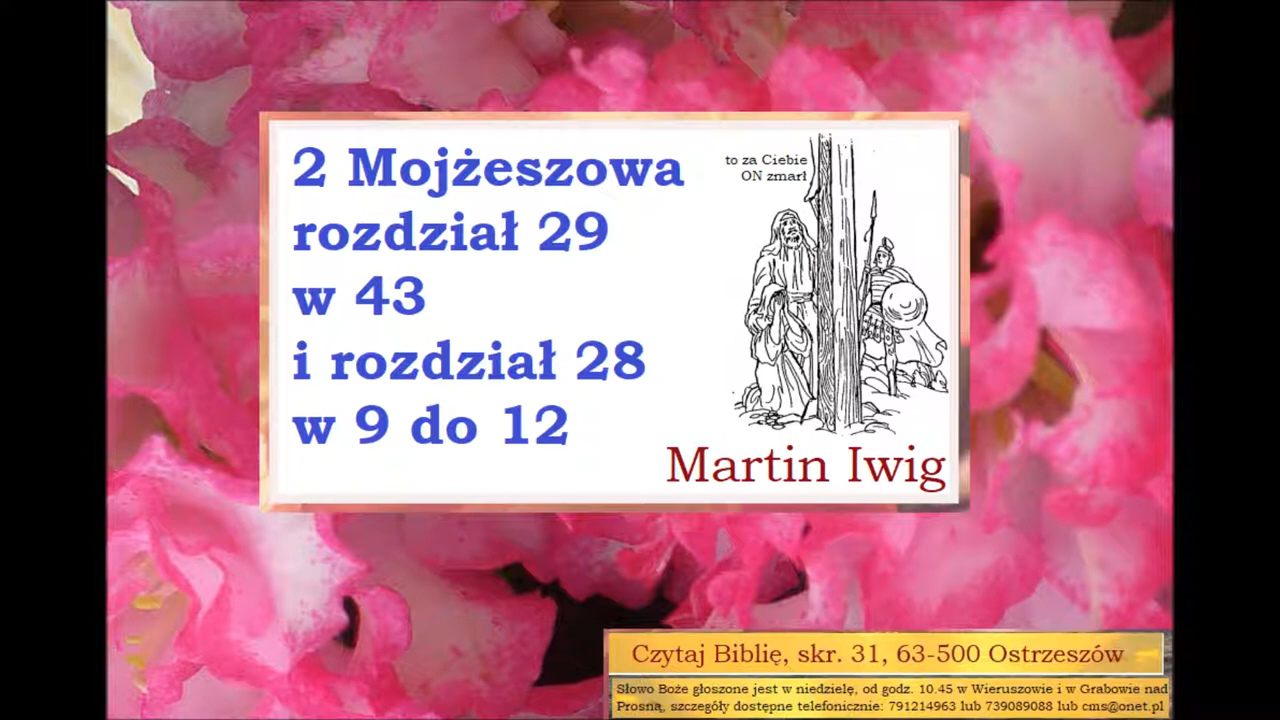 2 Mojżeszowa
rozdział 29
w 43
i rozdział 28
w 9 do 12
to za Ciebie
ON zmarł
Martin Iwig
Czytaj Biblię, skr. 31, 63-500 Ostrzeszów
Słowo Boże głoszone jest w niedzielę, od godz. 10.45 w Wieruszowie i w Grabowie nad
Prosną, szczegóły dostępne telefonicznie: 791214963 lub 739089088 lub cms@onet.pl